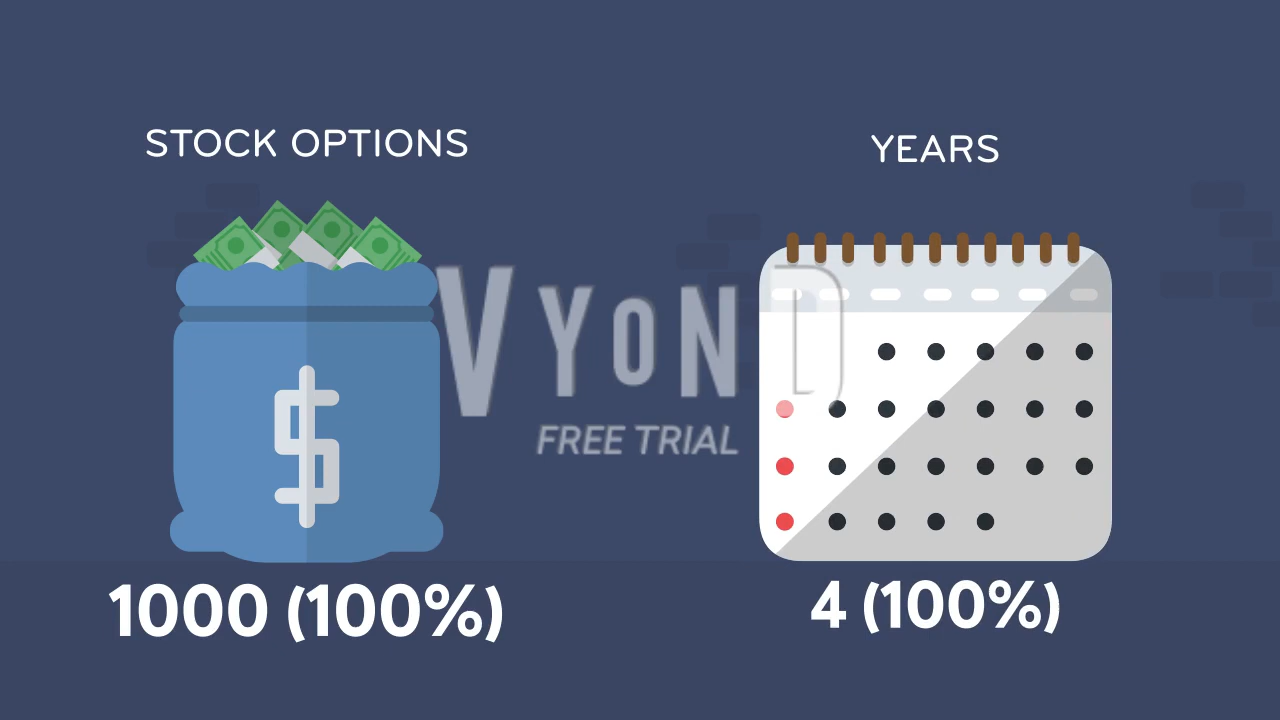 STOCK OPTIONS
YEARS
VYOND
FREE TRIAL
$
1000 (100%)
4 (100%)